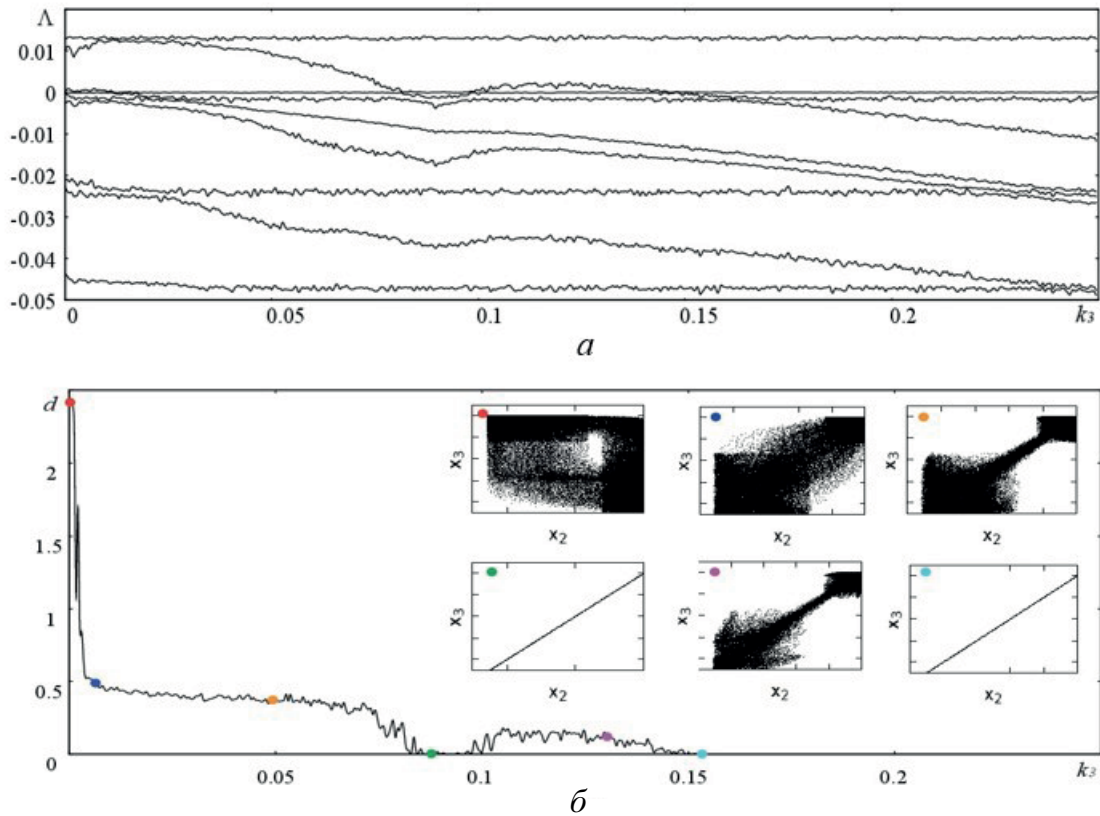 Λ
0.01
0
-0.01
-0.02
-0.03
-0.04
-0.05
0 0.05 0.1 0.15 0.2 k₃
а
d
2
1.5
1
0.5
0
x₃ x₃ x₃
x₂ x₂ x₂
x₃ x₃ x₃
x₂ x₂ x₂
0.05 0.1 0.15 0.2 k₃
б